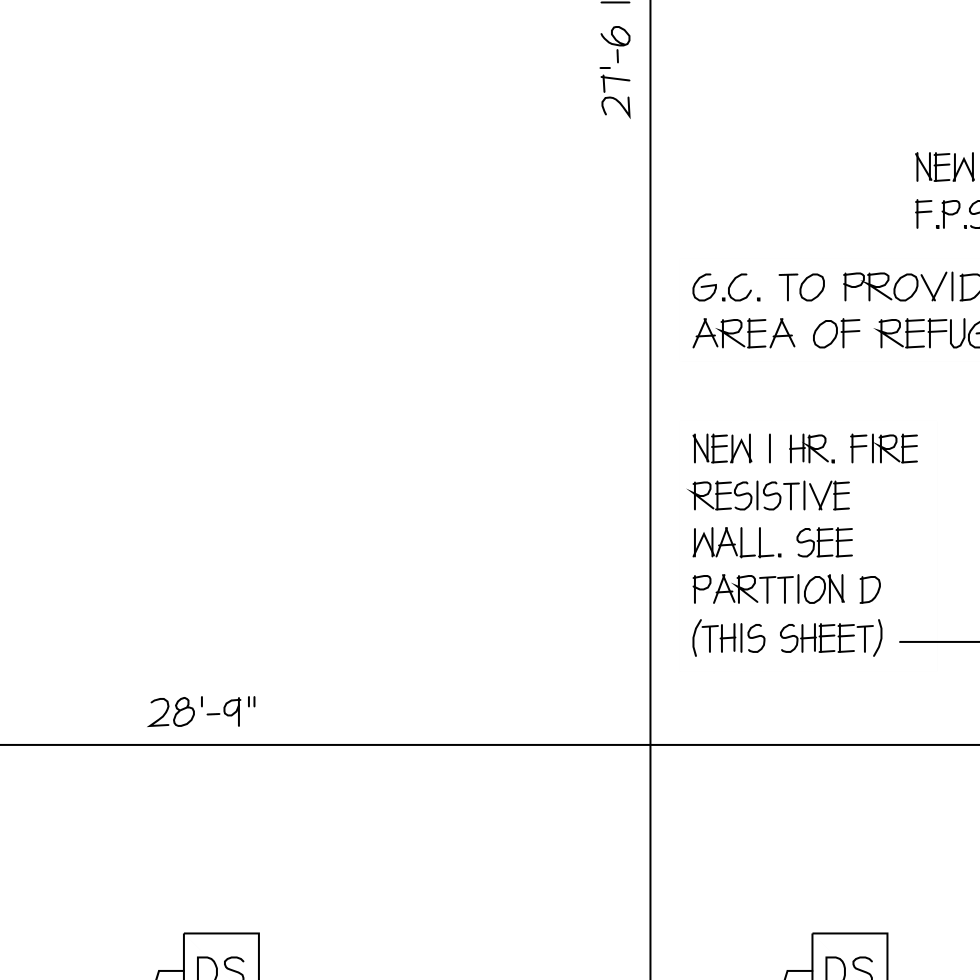 27'-6
NEW
F.P.S
G.C. TO PROVID
AREA OF REFUG
NEW 1 HR. FIRE
RESISTIVE
WALL. SEE
PARTTION D
(THIS SHEET)
28'-9"
DS
DS